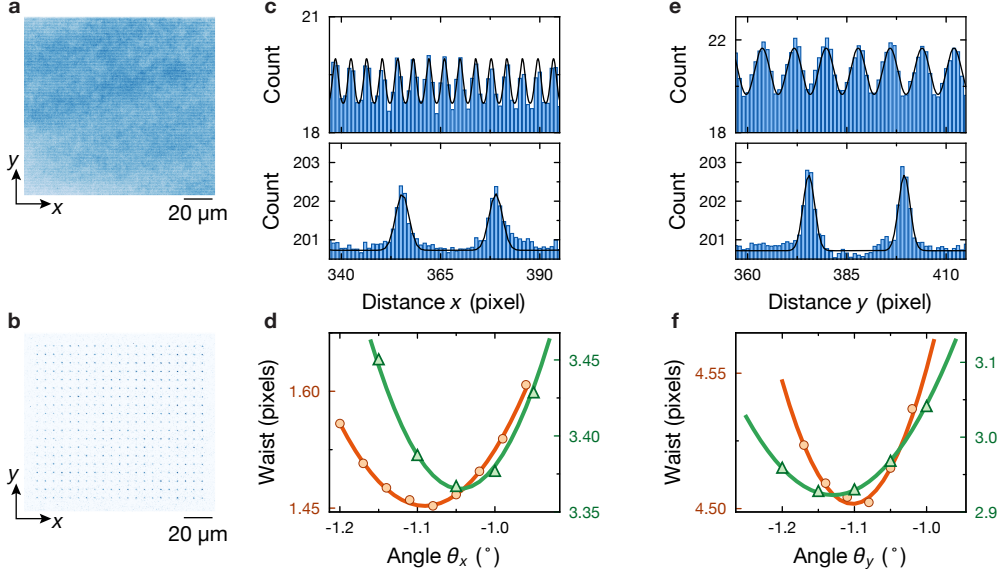 a
y
x
20 μm
b
y
x
20 μm
c
21
18
Count
203
202
201
Count
340
365
390
Distance x (pixel)
d
1.60
1.45
Waist (pixels)
3.45
3.40
3.35
-1.2
-1.1
-1.0
Angle θx (°)
e
22
18
Count
203
202
201
Count
360
385
410
Distance y (pixel)
f
4.55
4.50
Waist (pixels)
3.1
3.0
2.9
-1.2
-1.1
-1.0
Angle θy (°)